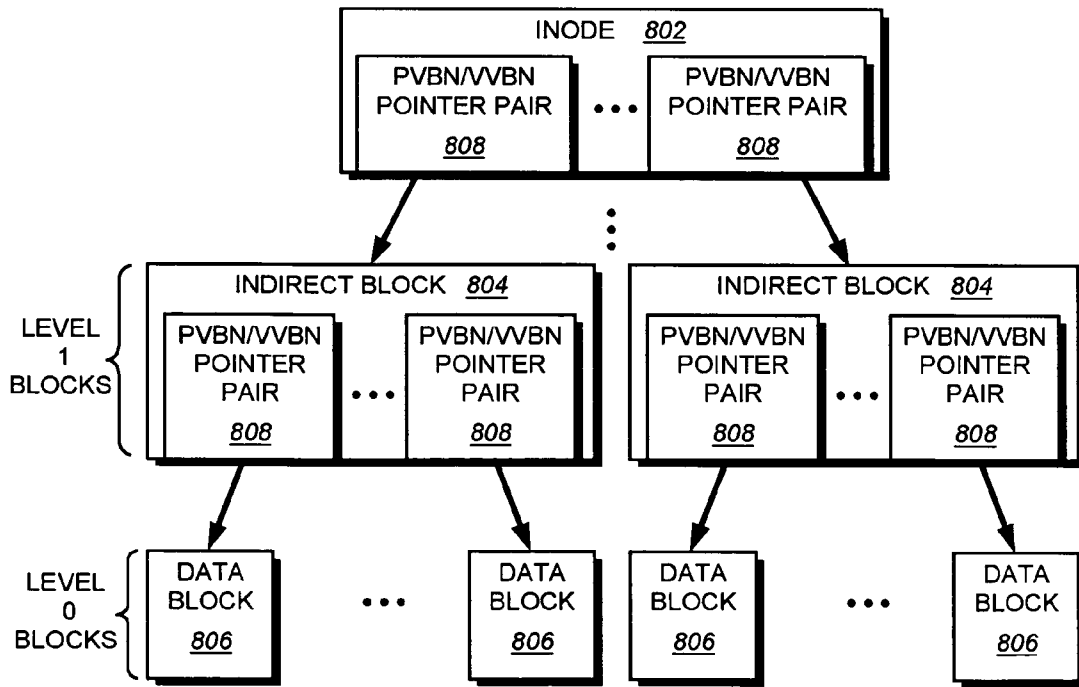 INODE 802
PVBN/VVBN
POINTER PAIR
808
PVBN/VVBN
POINTER PAIR
808
LEVEL
1
BLOCKS
INDIRECT BLOCK 804
PVBN/VVBN
POINTER
PAIR
808
PVBN/VVBN
POINTER
PAIR
808
INDIRECT BLOCK 804
PVBN/VVBN
POINTER
PAIR
808
PVBN/VVBN
POINTER
PAIR
808
LEVEL
0
BLOCKS
DATA
BLOCK
806
DATA
BLOCK
806
DATA
BLOCK
806
DATA
BLOCK
806